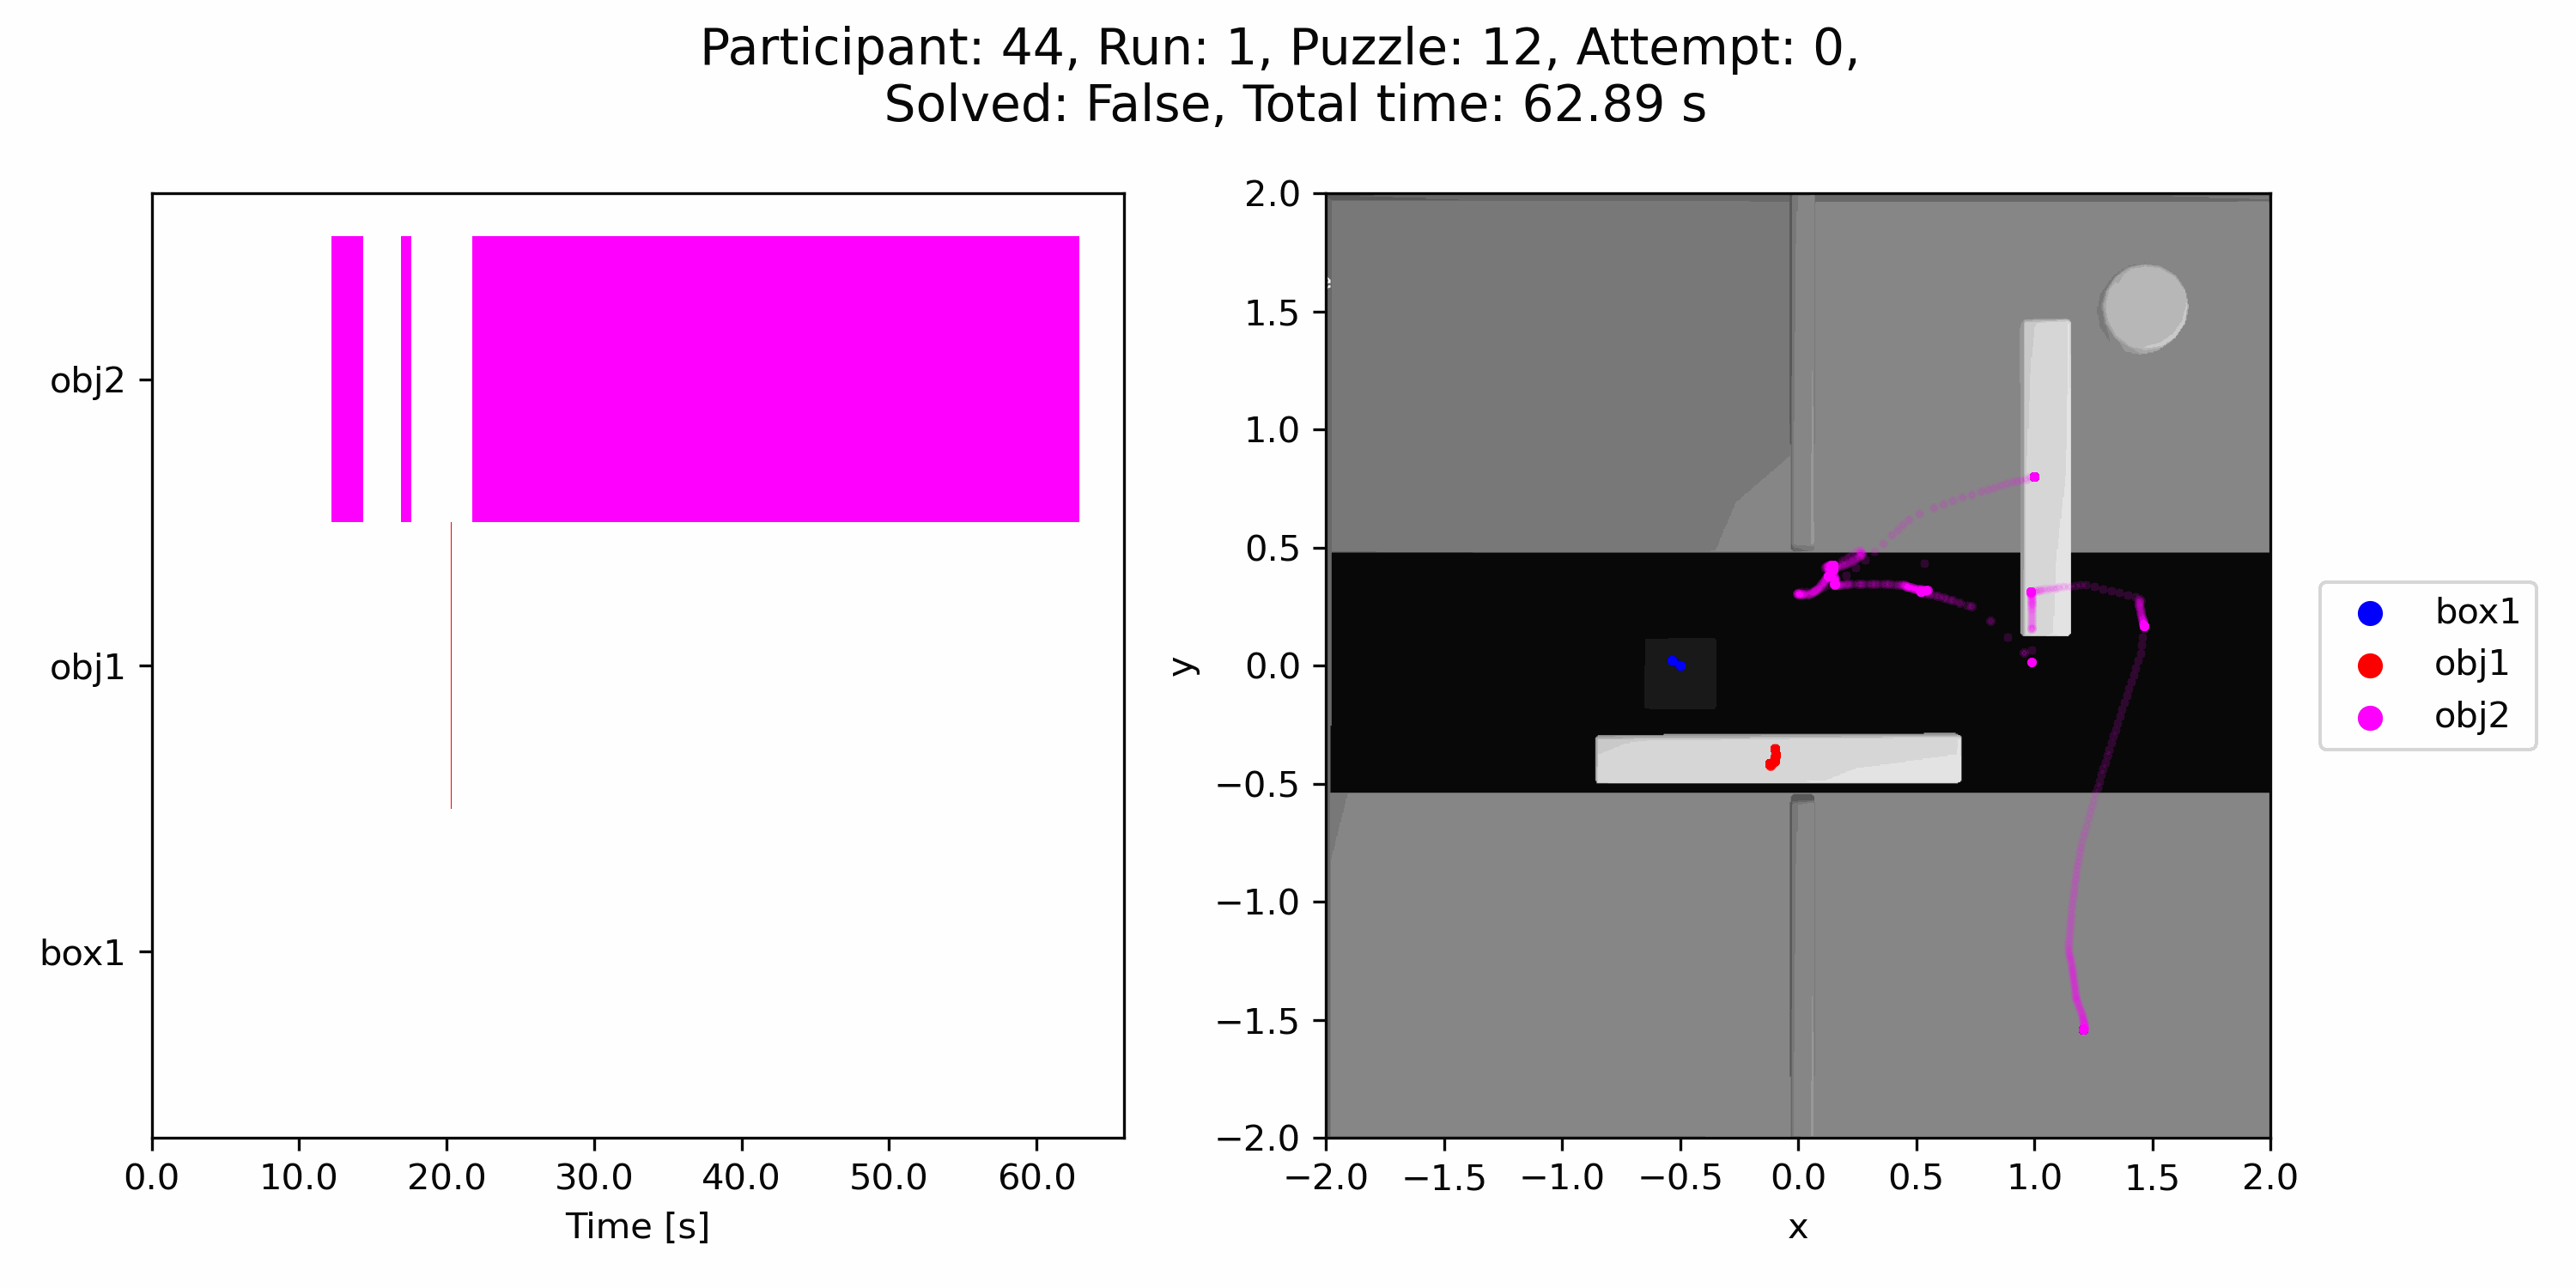 Participant: 44, Run: 1, Puzzle: 12, Attempt: 0,
Solved: False, Total time: 62.89 s
obj2
obj1
box1
0.0 10.0 20.0 30.0 40.0 50.0 60.0
Time [s]
2.0
1.5
1.0
0.5
0.0
−0.5
−1.0
−1.5
−2.0
y
−2.0 −1.5 −1.0 −0.5 0.0 0.5 1.0 1.5 2.0
x
box1
obj1
obj2